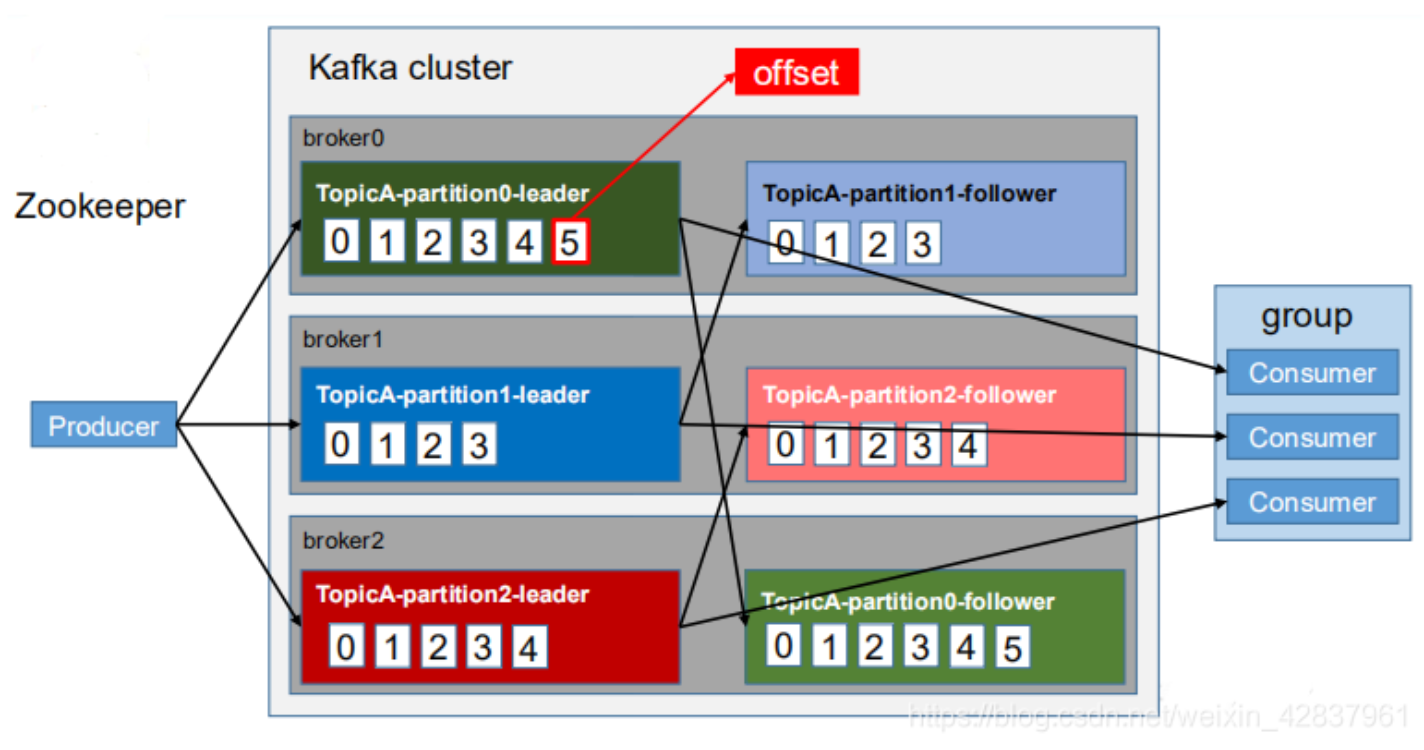 Kafka cluster
offset
broker0
TopicA-partition0-leader
0 1 2 3 4 5
TopicA-partition1-follower
0 1 2 3
Zookeeper
broker1
TopicA-partition1-leader
0 1 2 3
TopicA-partition2-follower
0 1 2 3 4
Producer
broker2
TopicA-partition2-leader
0 1 2 3 4
TopicA-partition0-follower
0 1 2 3 4 5
group
Consumer
Consumer
Consumer
https://blog.csdn.net/weixin_42837961